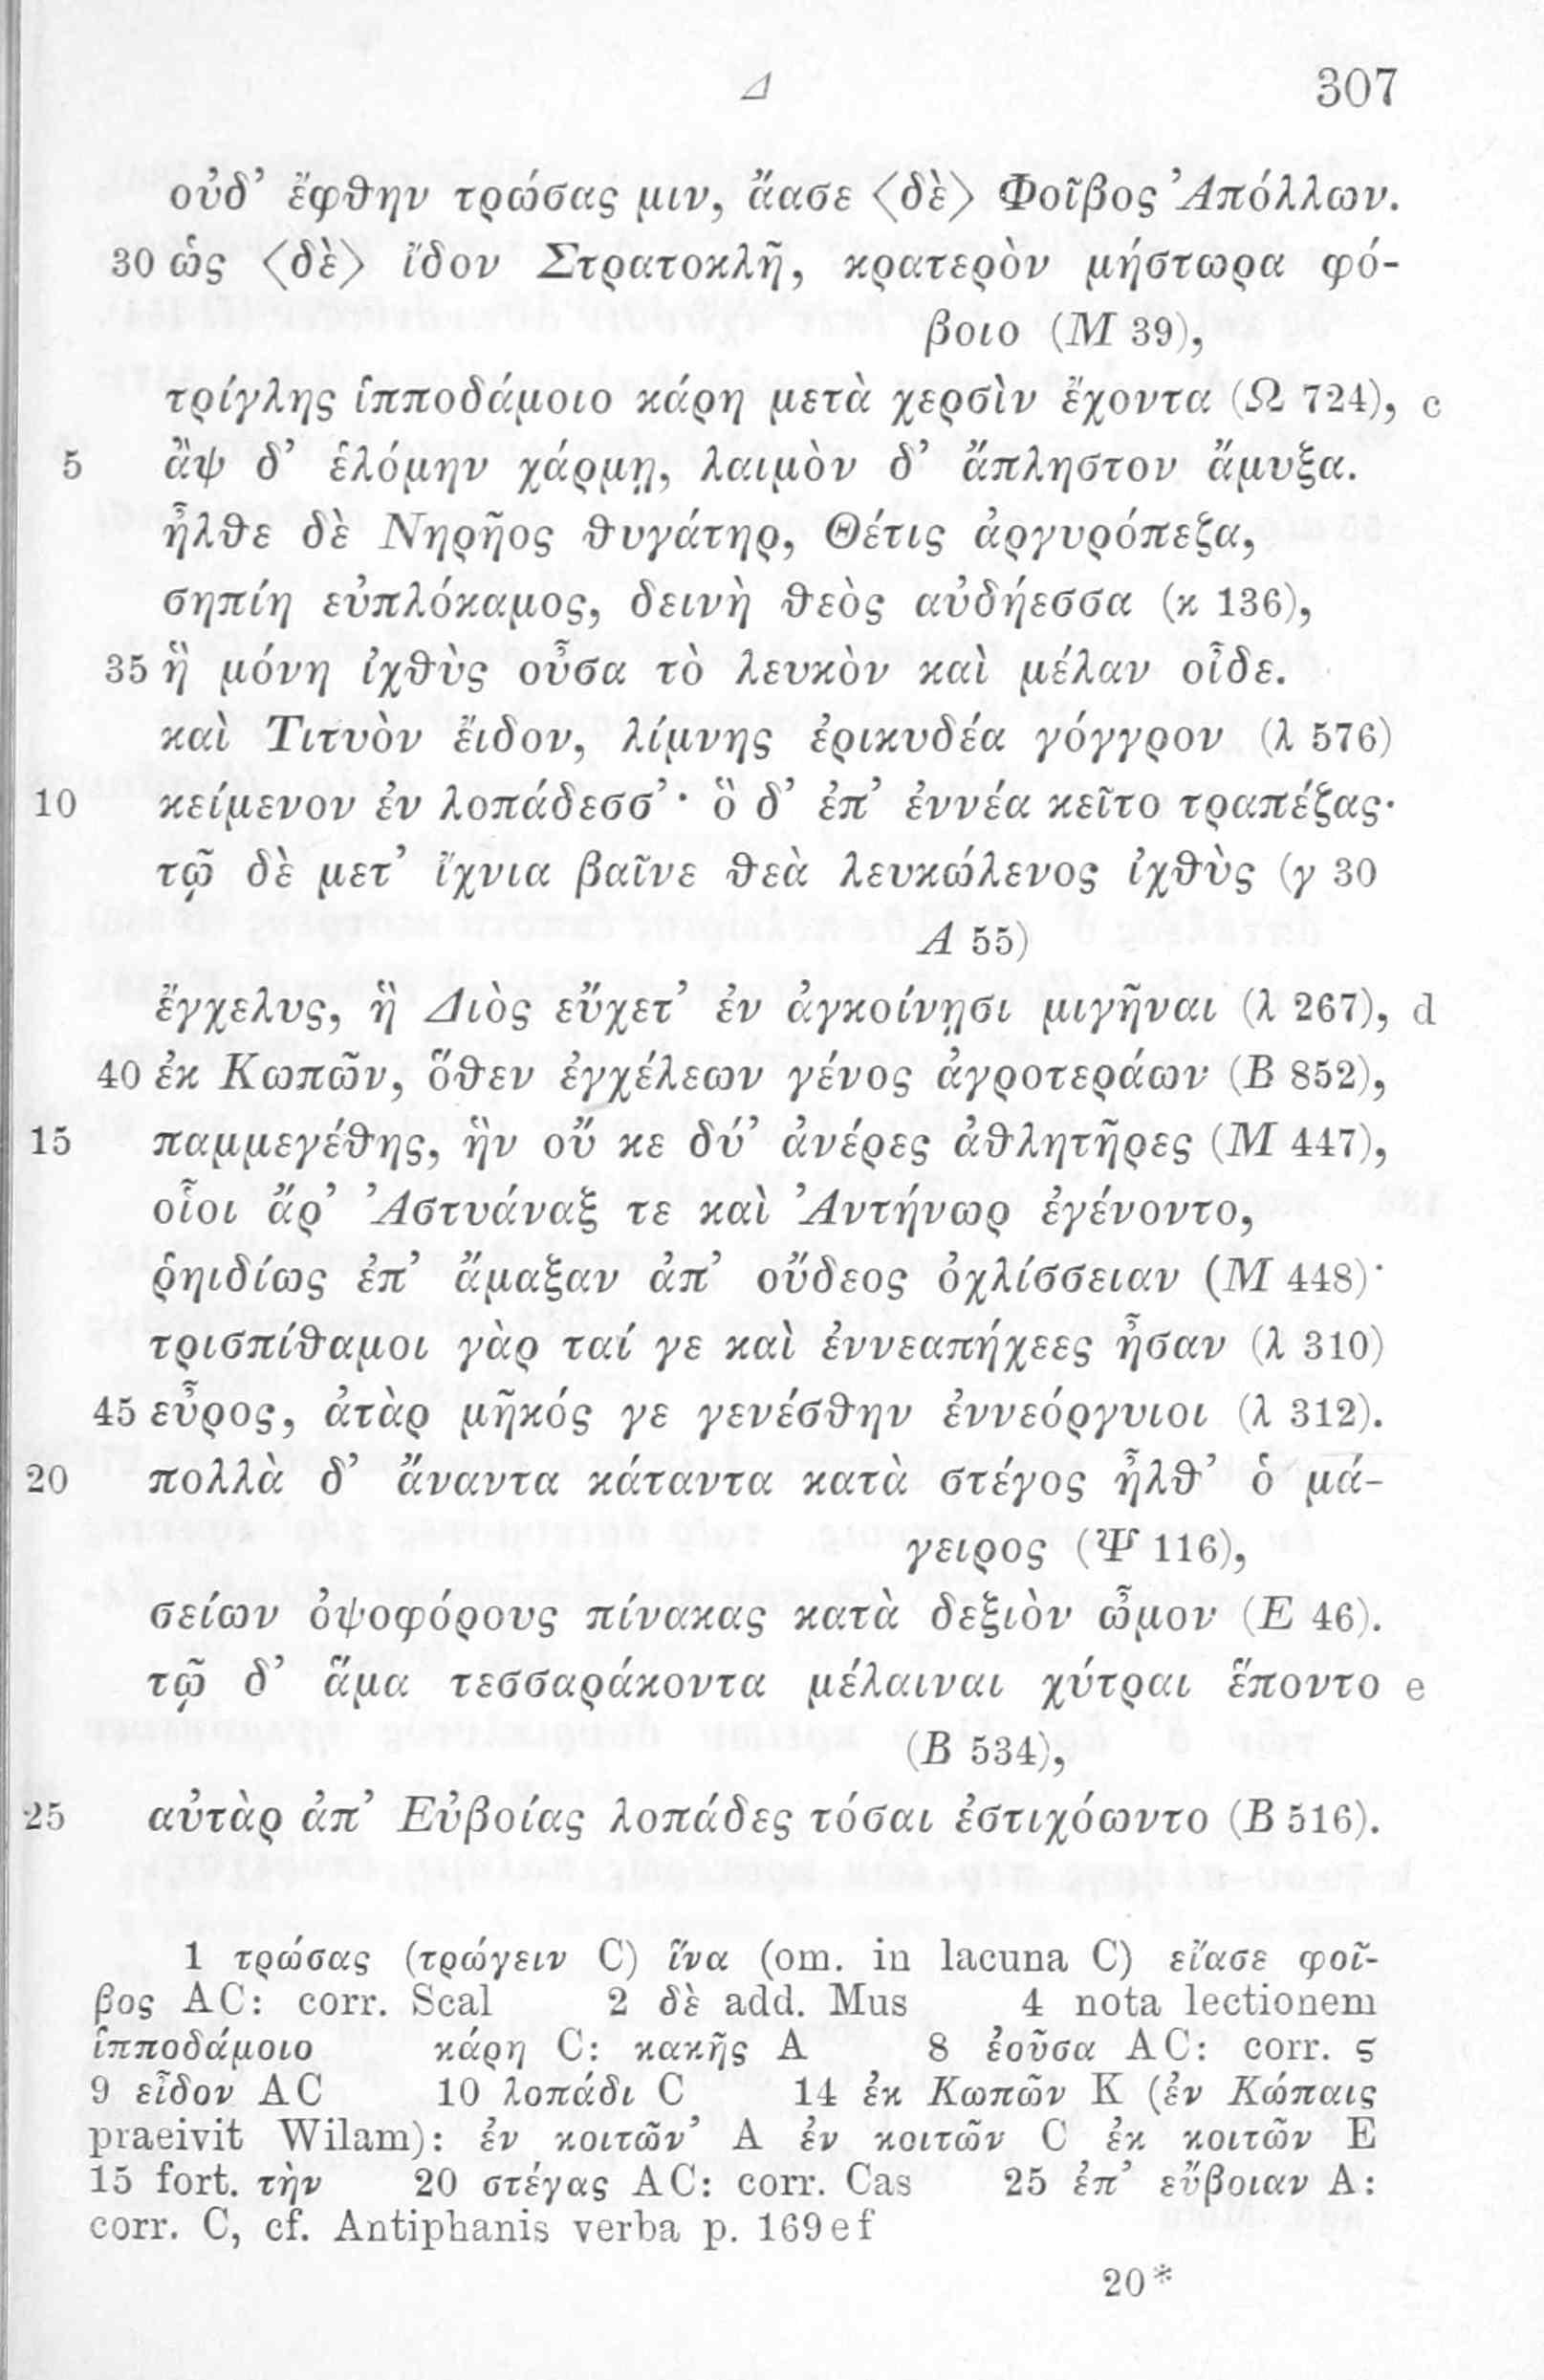 Δ 307
οὐδ’ ἔφθην τρώσας μιν, ἄασε ⟨δὲ⟩ Φοῖβος Ἀπόλλων.
30 ὡς ⟨δὲ⟩ ἴδον Στρατοκλῆ, κρατερὸν μήστωρα φό-
βοιο (Μ 39),
τρίγλης ἱπποδάμοιο κάρη μετὰ χερσὶν ἔχοντα (Ω 724), c
5 ἂψ δ’ ἑλόμην χάρμῃ, λαιμὸν δ’ ἄπληστον ἄμυξα.
ἦλθε δὲ Νηρῆος θυγάτηρ, Θέτις ἀργυρόπεζα,
σηπίη εὐπλόκαμος, δεινὴ θεὸς αὐδήεσσα (κ 136),
35 ἣ μόνη ἰχθὺς οὖσα τὸ λευκὸν καὶ μέλαν οἶδε.
καὶ Τιτυὸν ἔιδον, λίμνης ἐρικυδέα γόγγρον (λ 576)
10 κείμενον ἐν λοπάδεσσ’· ὃ δ’ ἐπ’ ἐννέα κεῖτο τραπέζας·
τῷ δὲ μετ’ ἴχνια βαῖνε θεὰ λευκώλενος ἰχθὺς (γ 30
Α 55)
ἔγχελυς, ἣ Διὸς εὔχετ’ ἐν ἀγκοίνῃσι μιγῆναι (λ 267), d
40 ἐκ Κωπῶν, ὅθεν ἐγχέλεων γένος ἀγροτεράων (Β 852),
15 παμμεγέθης, ἣν οὔ κε δύ’ ἀνέρες ἀθλητῆρες (Μ 447),
οἷοι ἄρ’ Ἀστυάναξ τε καὶ Ἀντήνωρ ἐγένοντο,
ῥηιδίως ἐπ’ ἄμαξαν ἀπ’ οὔδεος ὀχλίσσειαν (Μ 448)·
τρισπίθαμοι γὰρ ταί γε καὶ ἐννεαπήχεες ἦσαν (λ 310)
45 εὖρος, ἀτὰρ μῆκός γε γενέσθην ἐννεόργυιοι (λ 312).
20 πολλὰ δ’ ἄναντα κάταντα κατὰ στέγος ἦλθ’ ὁ μά-
γειρος (Ψ 116),
σείων ὀψοφόρους πίνακας κατὰ δεξιὸν ὦμον (Ε 46).
τῷ δ’ ἅμα τεσσαράκοντα μέλαιναι χύτραι ἕποντο e
(Β 534),
25 αὐτὰρ ἀπ’ Εὐβοίας λοπάδες τόσαι ἐστιχόωντο (Β 516).
1 τρώσας (τρώγειν C) ἵνα (om. in lacuna C) εἴασε φοῖ-
βος AC: corr. Scal 2 δὲ add. Mus 4 nota lectionem
ἱπποδάμοιο κάρη C: κακῆς A 8 ἐοῦσα AC: corr. ς
9 εἶδον AC 10 λοπάδι C 14 ἐκ Κωπῶν K (ἐν Κώπαις
praeivit Wilam): ἐν κοιτῶν’ A ἐν κοιτῶν C ἐκ κοιτῶν E
15 fort. τὴν 20 στέγας AC: corr. Cas 25 ἐπ’ εὔβοιαν A:
corr. C, cf. Antiphanis verba p. 169 e f
20*